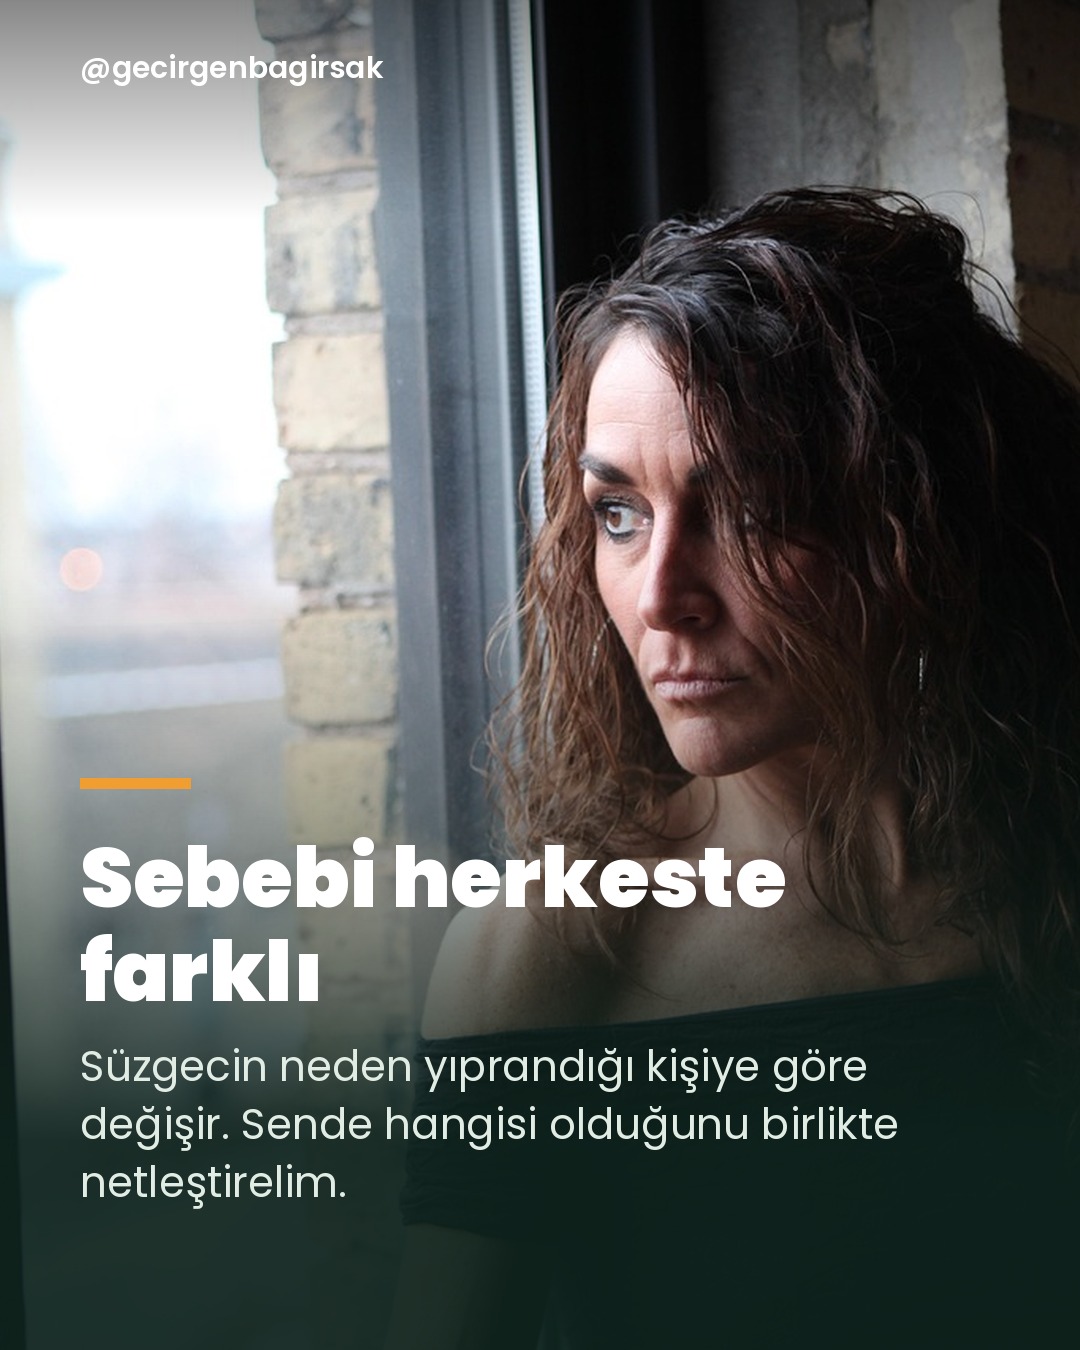 @gecirgenbagirsak
Sebebi herkeste
farklı
Süzgecin neden yıprandığı kişiye göre
değişir. Sende hangisi olduğunu birlikte
netleştirelim.